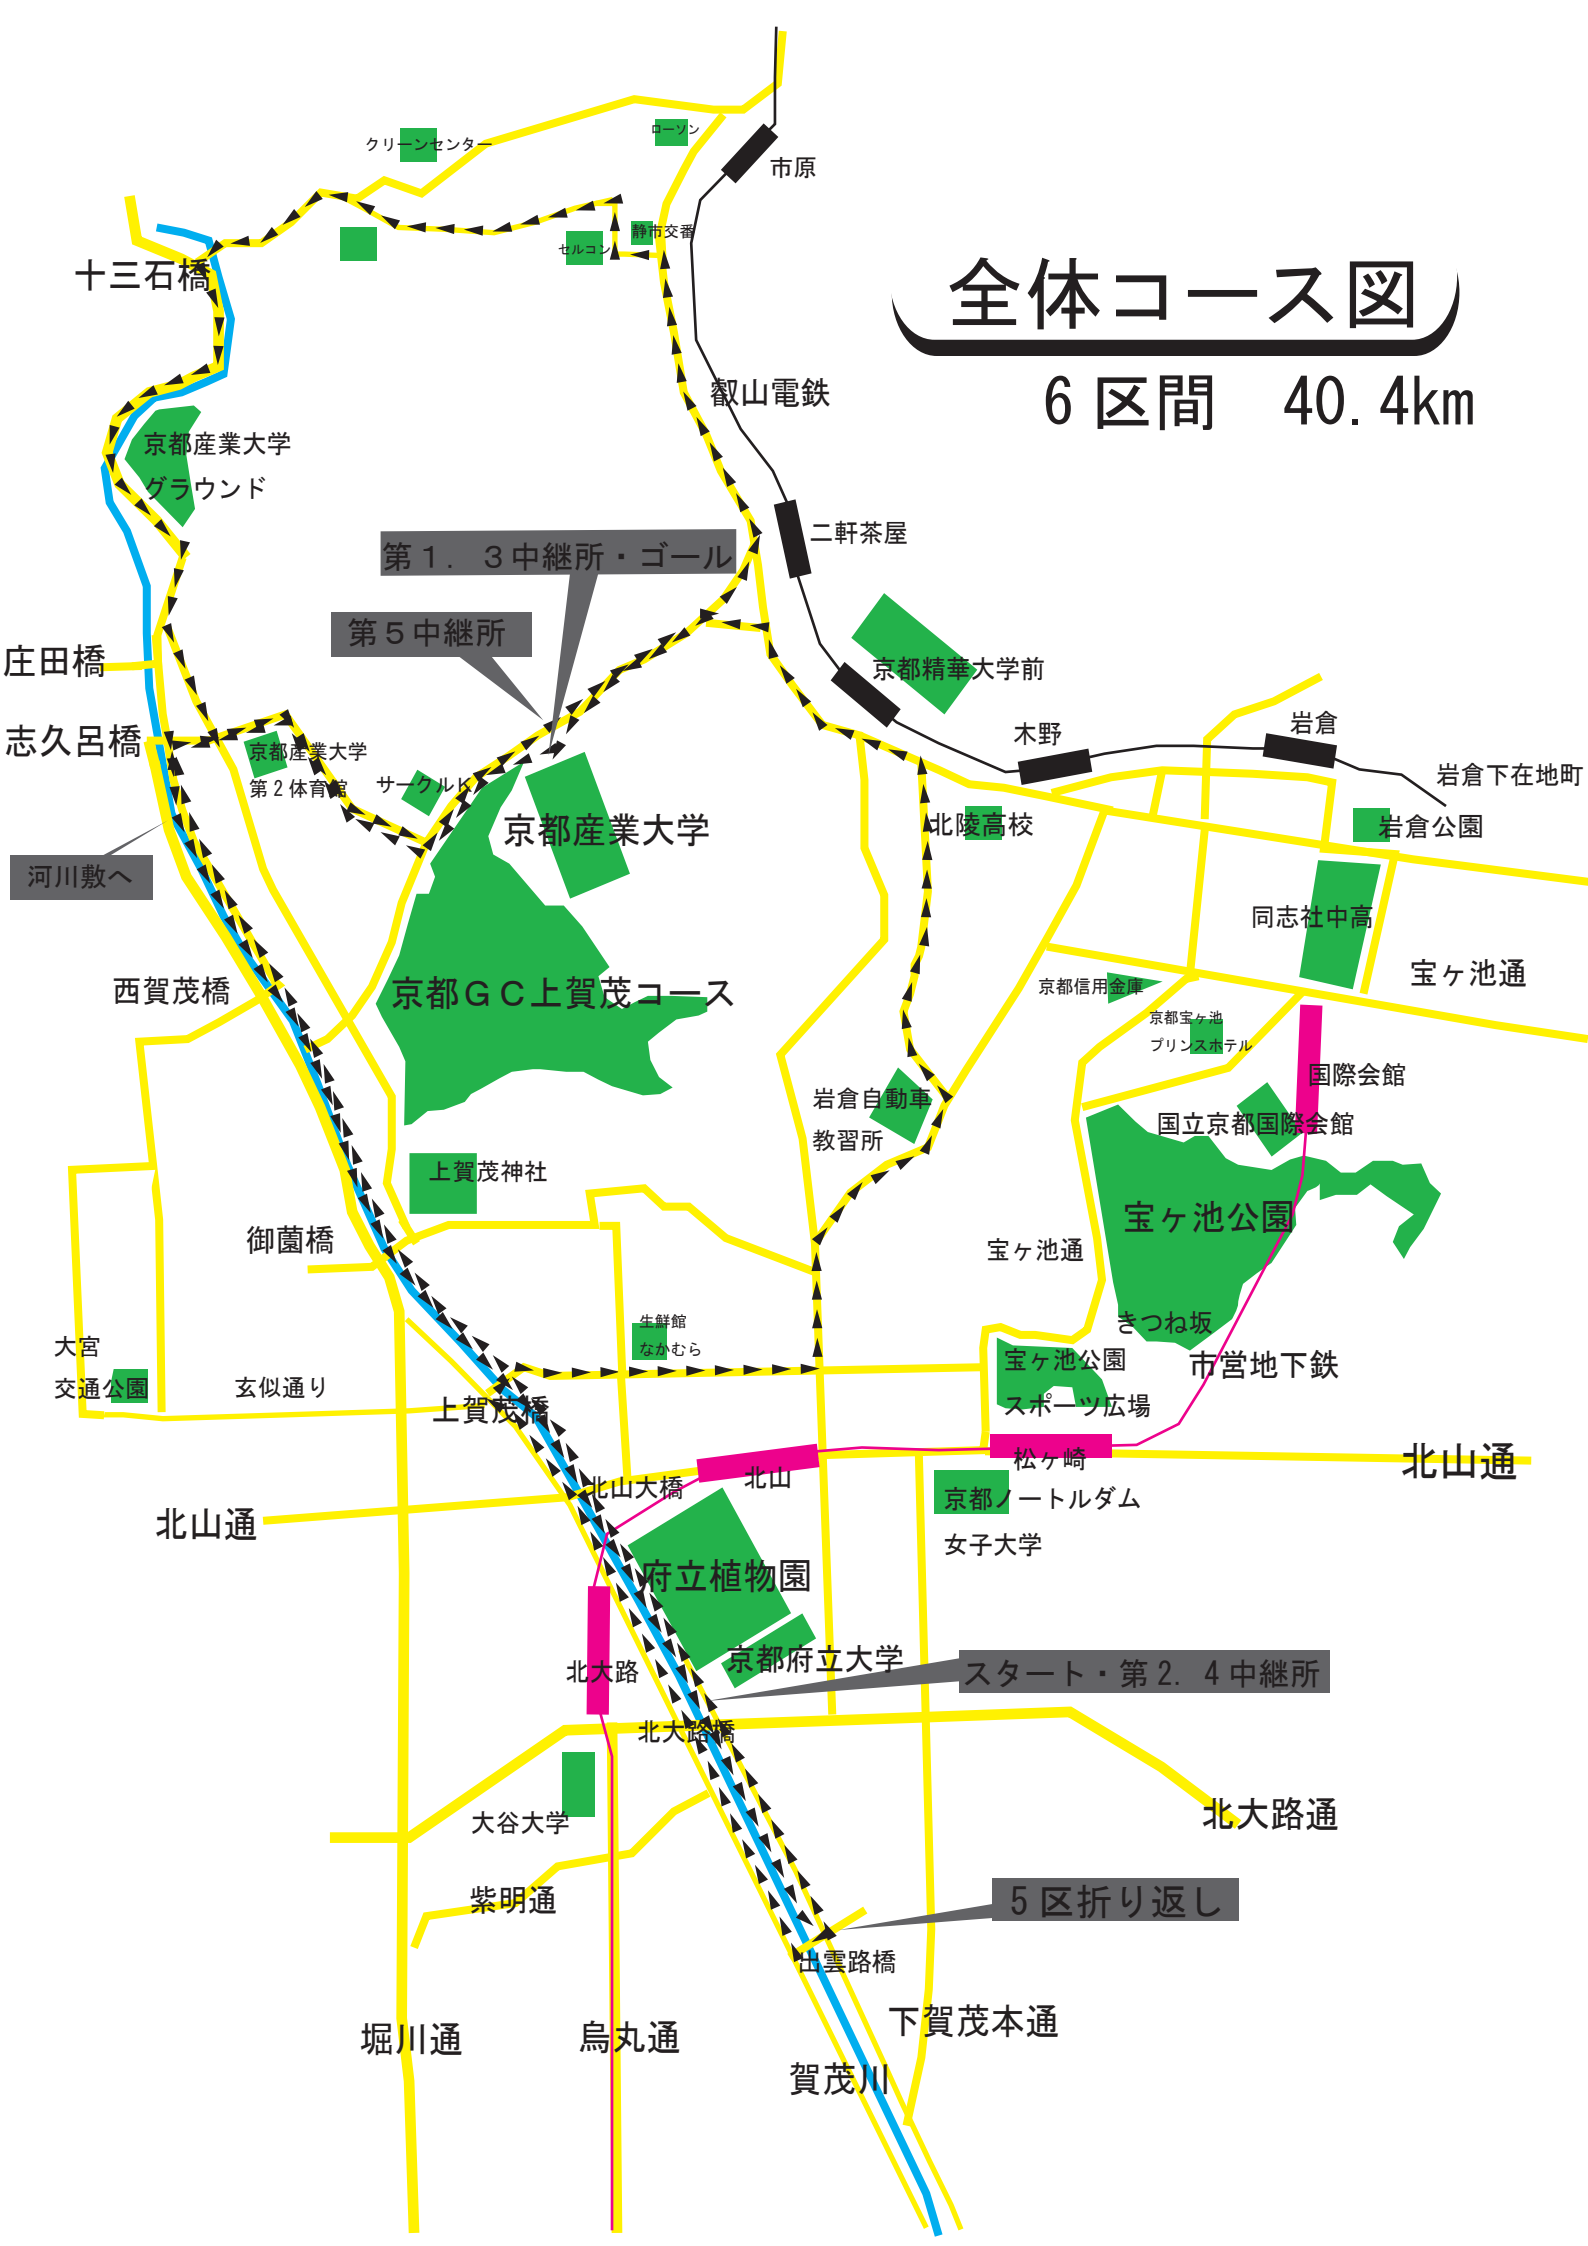 クリーンセンター
ローソン
市原
静市交番
セルコン
十三石橋
全体コース図
6区間　40.4km
叡山電鉄
京都産業大学
グラウンド
二軒茶屋
第１．３中継所・ゴール
第５中継所
庄田橋
京都精華大学前
志久呂橋
木野
岩倉
京都産業大学
第２体育館
サークルＫ
岩倉下在地町
京都産業大学
北陵高校
岩倉公園
河川敷へ
同志社中高
西賀茂橋
京都ＧＣ上賀茂コース
京都信用金庫
宝ヶ池通
京都宝ヶ池
プリンスホテル
国際会館
岩倉自動車
教習所
国立京都国際会館
上賀茂神社
宝ヶ池公園
御薗橋
宝ヶ池通
生鮮館
なかむら
きつね坂
大宮
交通公園
玄似通り
宝ヶ池公園
スポーツ広場
市営地下鉄
上賀茂橋
北山大橋
北山
松ヶ崎
北山通
北山通
京都ノートルダム
女子大学
府立植物園
京都府立大学
北大路
スタート・第２．４中継所
北大路橋
大谷大学
北大路通
紫明通
５区折り返し
出雲路橋
堀川通
烏丸通
下賀茂本通
賀茂川